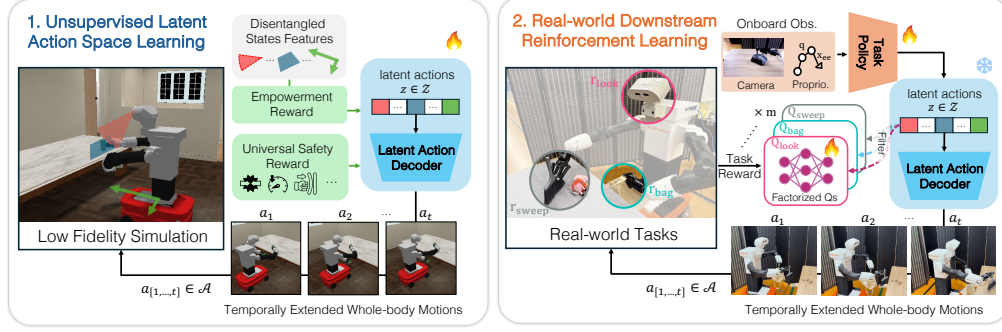 1. Unsupervised Latent
Action Space Learning
Disentangled
States Features
...
...
Empowerment
Reward
Universal Safety
Reward
...
latent actions
z ∈ Z
...
...
Latent Action
Decoder
Low Fidelity Simulation
a1
a2
...
at
a[1,...,t] ∈ A
Temporally Extended Whole-body Motions
2. Real-world Downstream
Reinforcement Learning
Onboard Obs.
Camera
q
xee
Proprio.
Task
Policy
rlook
rsweep
rbag
Real-world Tasks
Task
Reward
... × m
Qsweep
Qbag
Qlook
Factorized Qs
Filter
latent actions
z ∈ Z
...
...
Latent Action
Decoder
a1
a2
...
at
a[1,...,t] ∈ A
Temporally Extended Whole-body Motions